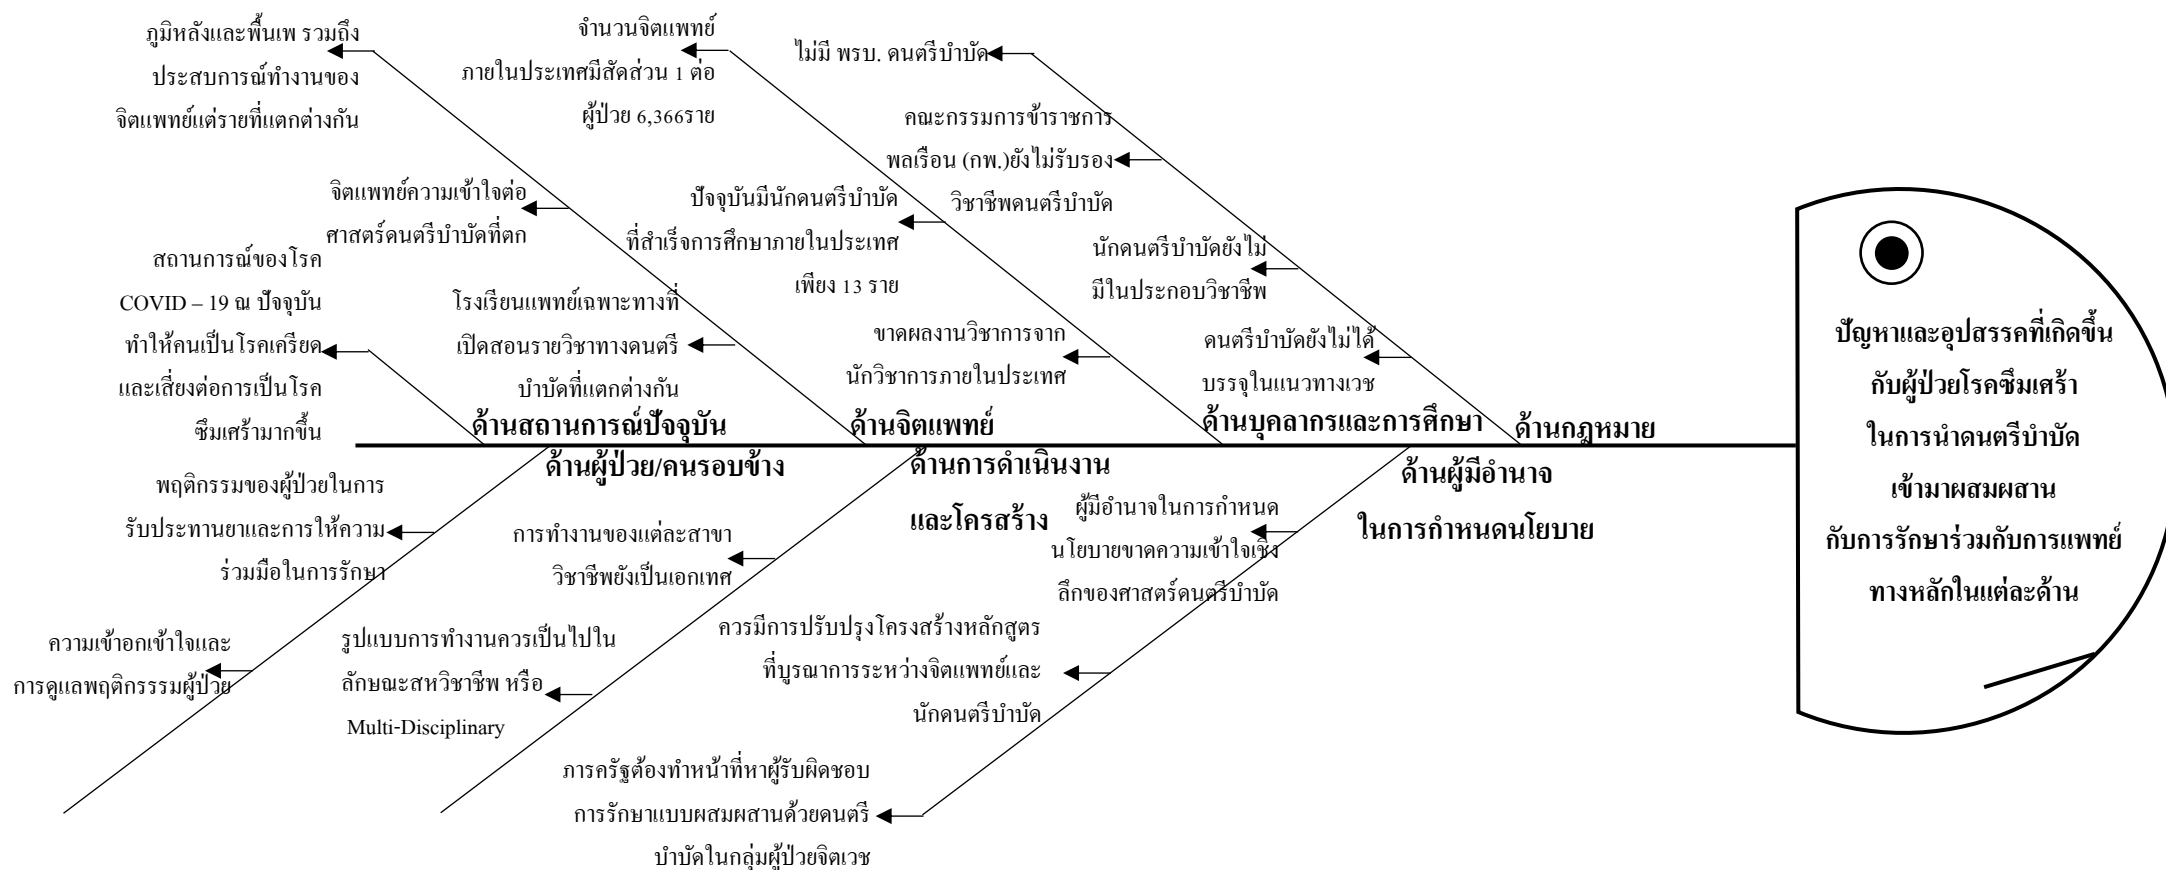 ภูมิหลังและพื้นเพ รวมถึง
ประสบการณ์ทำงานของ
จิตแพทย์แต่รายที่แตกต่างกัน
จิตแพทย์ความเข้าใจต่อ
ศาสตร์ดนตรีบำบัดที่ตก
โรงเรียนแพทย์เฉพาะทางที่
เปิดสอนรายวิชาทางดนตรี
บำบัดที่แตกต่างกัน
จำนวนจิตแพทย์
ภายในประเทศมีสัดส่วน 1 ต่อ
ผู้ป่วย 6,366ราย
ปัจจุบันมีนักดนตรีบำบัด
ที่สำเร็จการศึกษาภายในประเทศ
เพียง 13 ราย
ขาดผลงานวิชาการจาก
นักวิชาการภายในประเทศ
ไม่มี พรบ. ดนตรีบำบัด
คณะกรรมการข้าราชการ
พลเรือน (กพ.)ยังไม่รับรอง
วิชาชีพดนตรีบำบัด
นักดนตรีบำบัดยังไม่
มีใบประกอบวิชาชีพ
ดนตรีบำบัดยังไม่ได้
บรรจุในแนวทางเวช
สถานการณ์ของโรค
COVID – 19 ณ ปัจจุบัน
ทำให้คนเป็นโรคเครียด
และเสี่ยงต่อการเป็นโรค
ซึมเศร้ามากขึ้น
ด้านสถานการณ์ปัจจุบัน
ด้านจิตแพทย์
ด้านบุคลากรและการศึกษา
ด้านกฎหมาย
ด้านผู้ป่วย/คนรอบข้าง
ด้านการดำเนินงาน
และโครสร้าง
ด้านผู้มีอำนาจ
ในการกำหนดนโยบาย
พฤติกรรมของผู้ป่วยในการ
รับประทานยาและการให้ความ
ร่วมมือในการรักษา
ความเข้าอกเข้าใจและ
การดูแลพฤติกรรรมผู้ป่วย
การทำงานของแต่ละสาขา
วิชาชีพยังเป็นเอกเทศ
รูปแบบการทำงานควรเป็นไปใน
ลักษณะสหวิชาชีพ หรือ
Multi-Disciplinary
ผู้มีอำนาจในการกำหนด
นโยบายขาดความเข้าใจเชิง
ลึกของศาสตร์ดนตรีบำบัด
ควรมีการปรับปรุงโครงสร้างหลักสูตร
ที่บูรณาการระหว่างจิตแพทย์และ
นักดนตรีบำบัด
ภารครัฐต้องทำหน้าที่หาผู้รับผิดชอบ
การรักษาแบบผสมผสานด้วยดนตรี
บำบัดในกลุ่มผู้ป่วยจิตเวช
ปัญหาและอุปสรรคที่เกิดขึ้น
กับผู้ป่วยโรคซึมเศร้า
ในการนำดนตรีบำบัด
เข้ามาผสมผสาน
กับการรักษาร่วมกับการแพทย์
ทางหลักในแต่ละด้าน